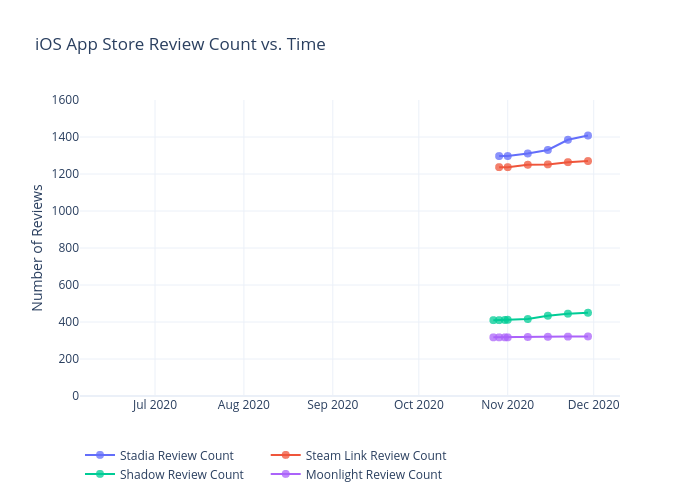 iOS App Store Review Count vs. Time
Number of Reviews
1600
1400
1200
1000
800
600
400
200
0
Jul 2020
Aug 2020
Sep 2020
Oct 2020
Nov 2020
Dec 2020
Stadia Review Count
Steam Link Review Count
Shadow Review Count
Moonlight Review Count